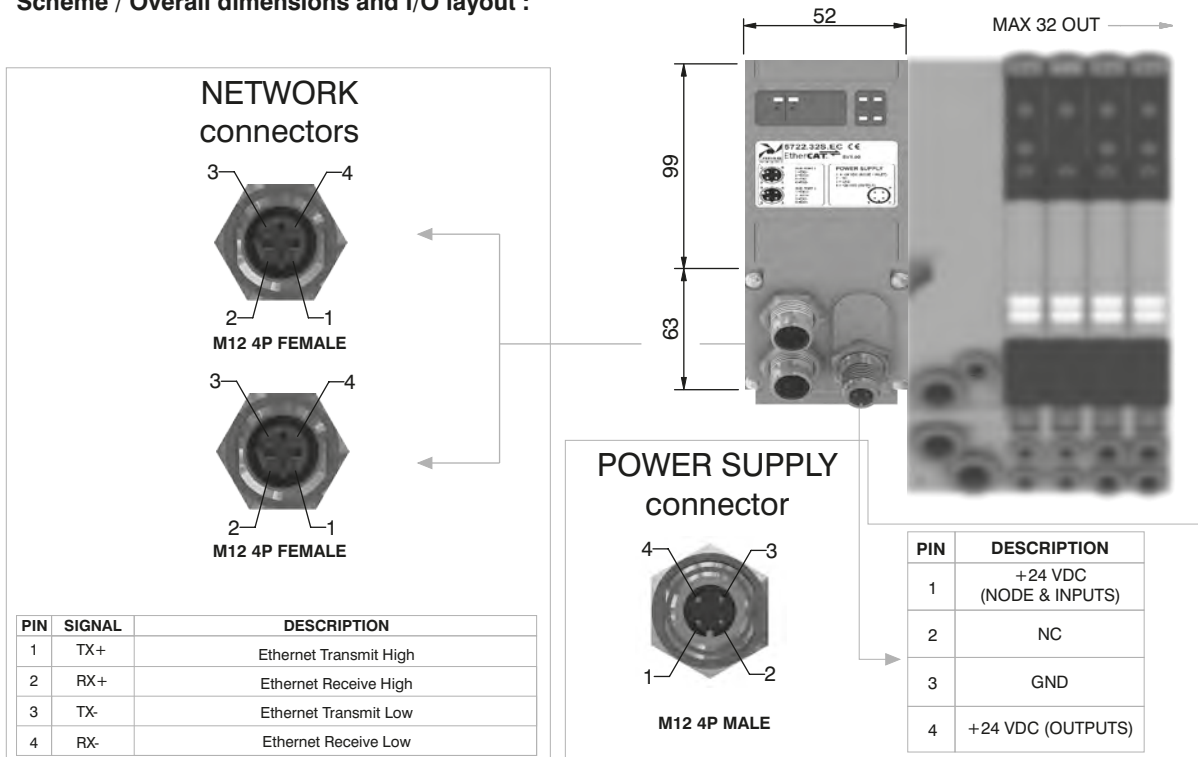 Scheme / Overall dimensions and I/O layout :
52
MAX 32 OUT
99
63
NETWORK
connectors
3
4
2
1
M12 4P FEMALE
3
4
2
1
M12 4P FEMALE
PIN SIGNAL DESCRIPTION
1 TX+ Ethernet Transmit High
2 RX+ Ethernet Receive High
3 TX- Ethernet Transmit Low
4 RX- Ethernet Receive Low
5722.32S.EC CE
EtherCAT
POWER SUPPLY
POWER SUPPLY
connector
4
3
1
2
M12 4P MALE
PIN DESCRIPTION
1 +24 VDC
(NODE & INPUTS)
2 NC
3 GND
4 +24 VDC (OUTPUTS)